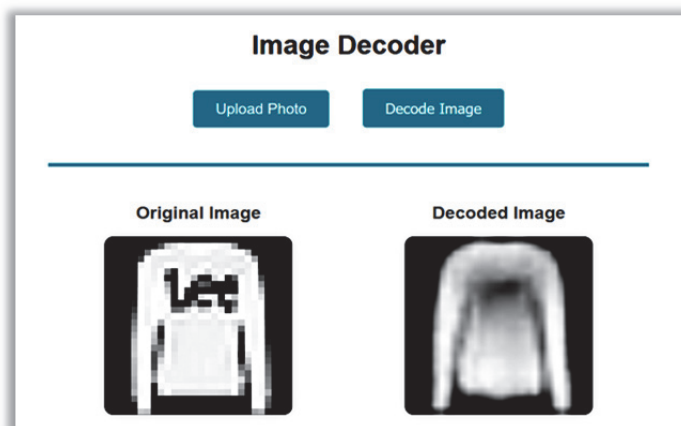 Image Decoder
Upload Photo Decode Image
Original Image Decoded Image
Lee